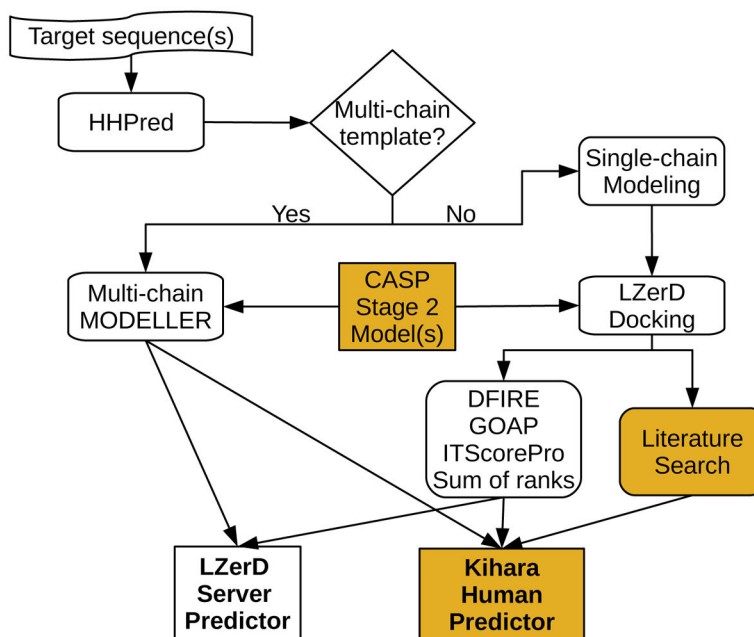 Target sequence(s)
HHPred
Multi-chain
template?
Single-chain
Modeling
Yes
No
Multi-chain
MODELLER
CASP
Stage 2
Model(s)
LZerD
Docking
DFIRE
GOAP
ITScorePro
Sum of ranks
Literature
Search
LZerD
Server
Predictor
Kihara
Human
Predictor